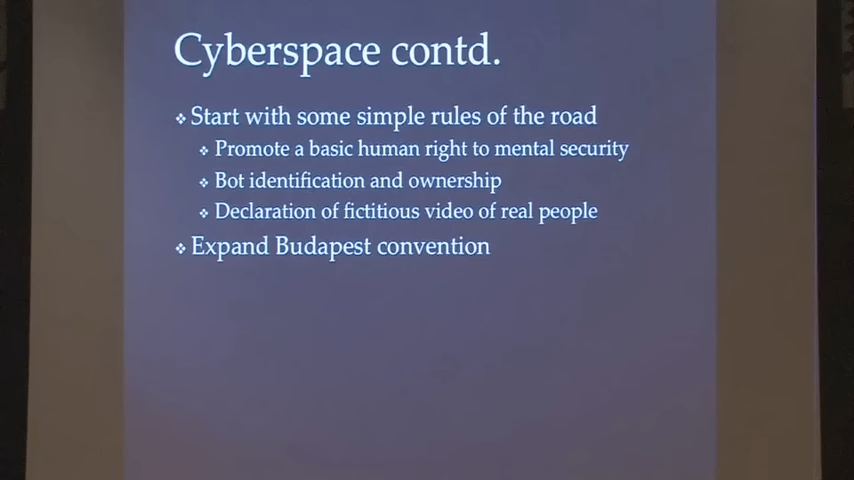 Cyberspace contd.
❖ Start with some simple rules of the road
❖ Promote a basic human right to mental security
❖ Bot identification and ownership
❖ Declaration of fictitious video of real people
❖ Expand Budapest convention